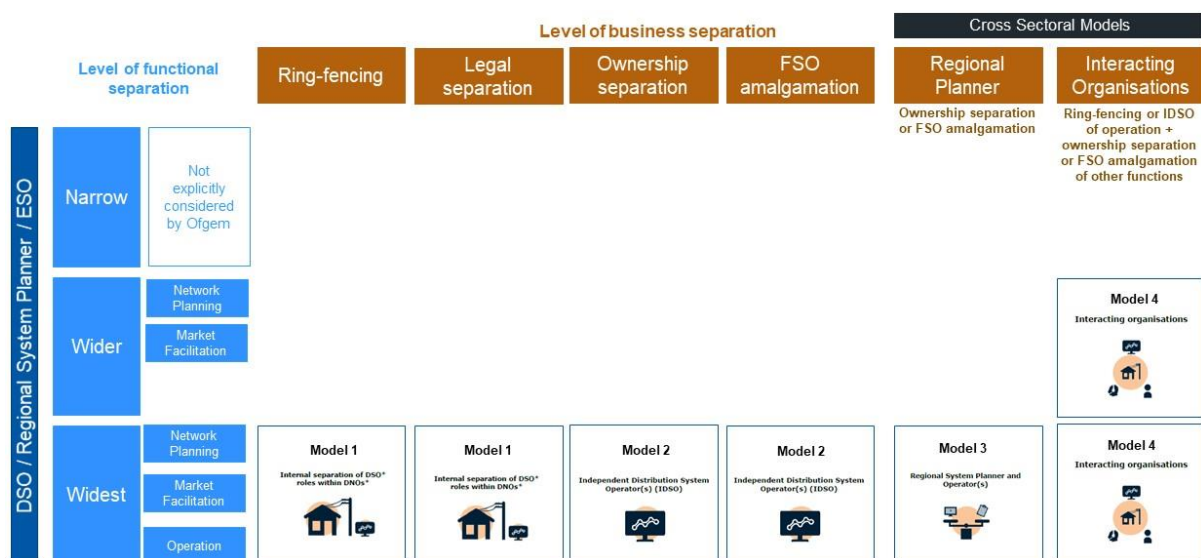 Level of business separation
Cross Sectoral Models
Level of functional
separation
Ring-fencing
Legal
separation
Ownership
separation
FSO
amalgamation
Regional
Planner
Interacting
Organisations
Ownership separation
or FSO amalgamation
Ring-fencing or IDSO
of operation +
ownership separation
or FSO amalgamation
of other functions
DSO / Regional System Planner / ESO
Narrow
Not
explicitly
considered
by Ofgem
Wider
Network
Planning
Market
Facilitation
Model 4
Interacting organisations
Widest
Network
Planning
Market
Facilitation
Operation
Model 1
Internal separation of DSO*
roles within DNOs*
Model 1
Internal separation of DSO*
roles within DNOs*
Model 2
Independent Distribution System
Operator(s) (IDSO)
Model 2
Independent Distribution System
Operator(s) (IDSO)
Model 3
Regional System Planner and
Operator(s)
Model 4
Interacting organisations